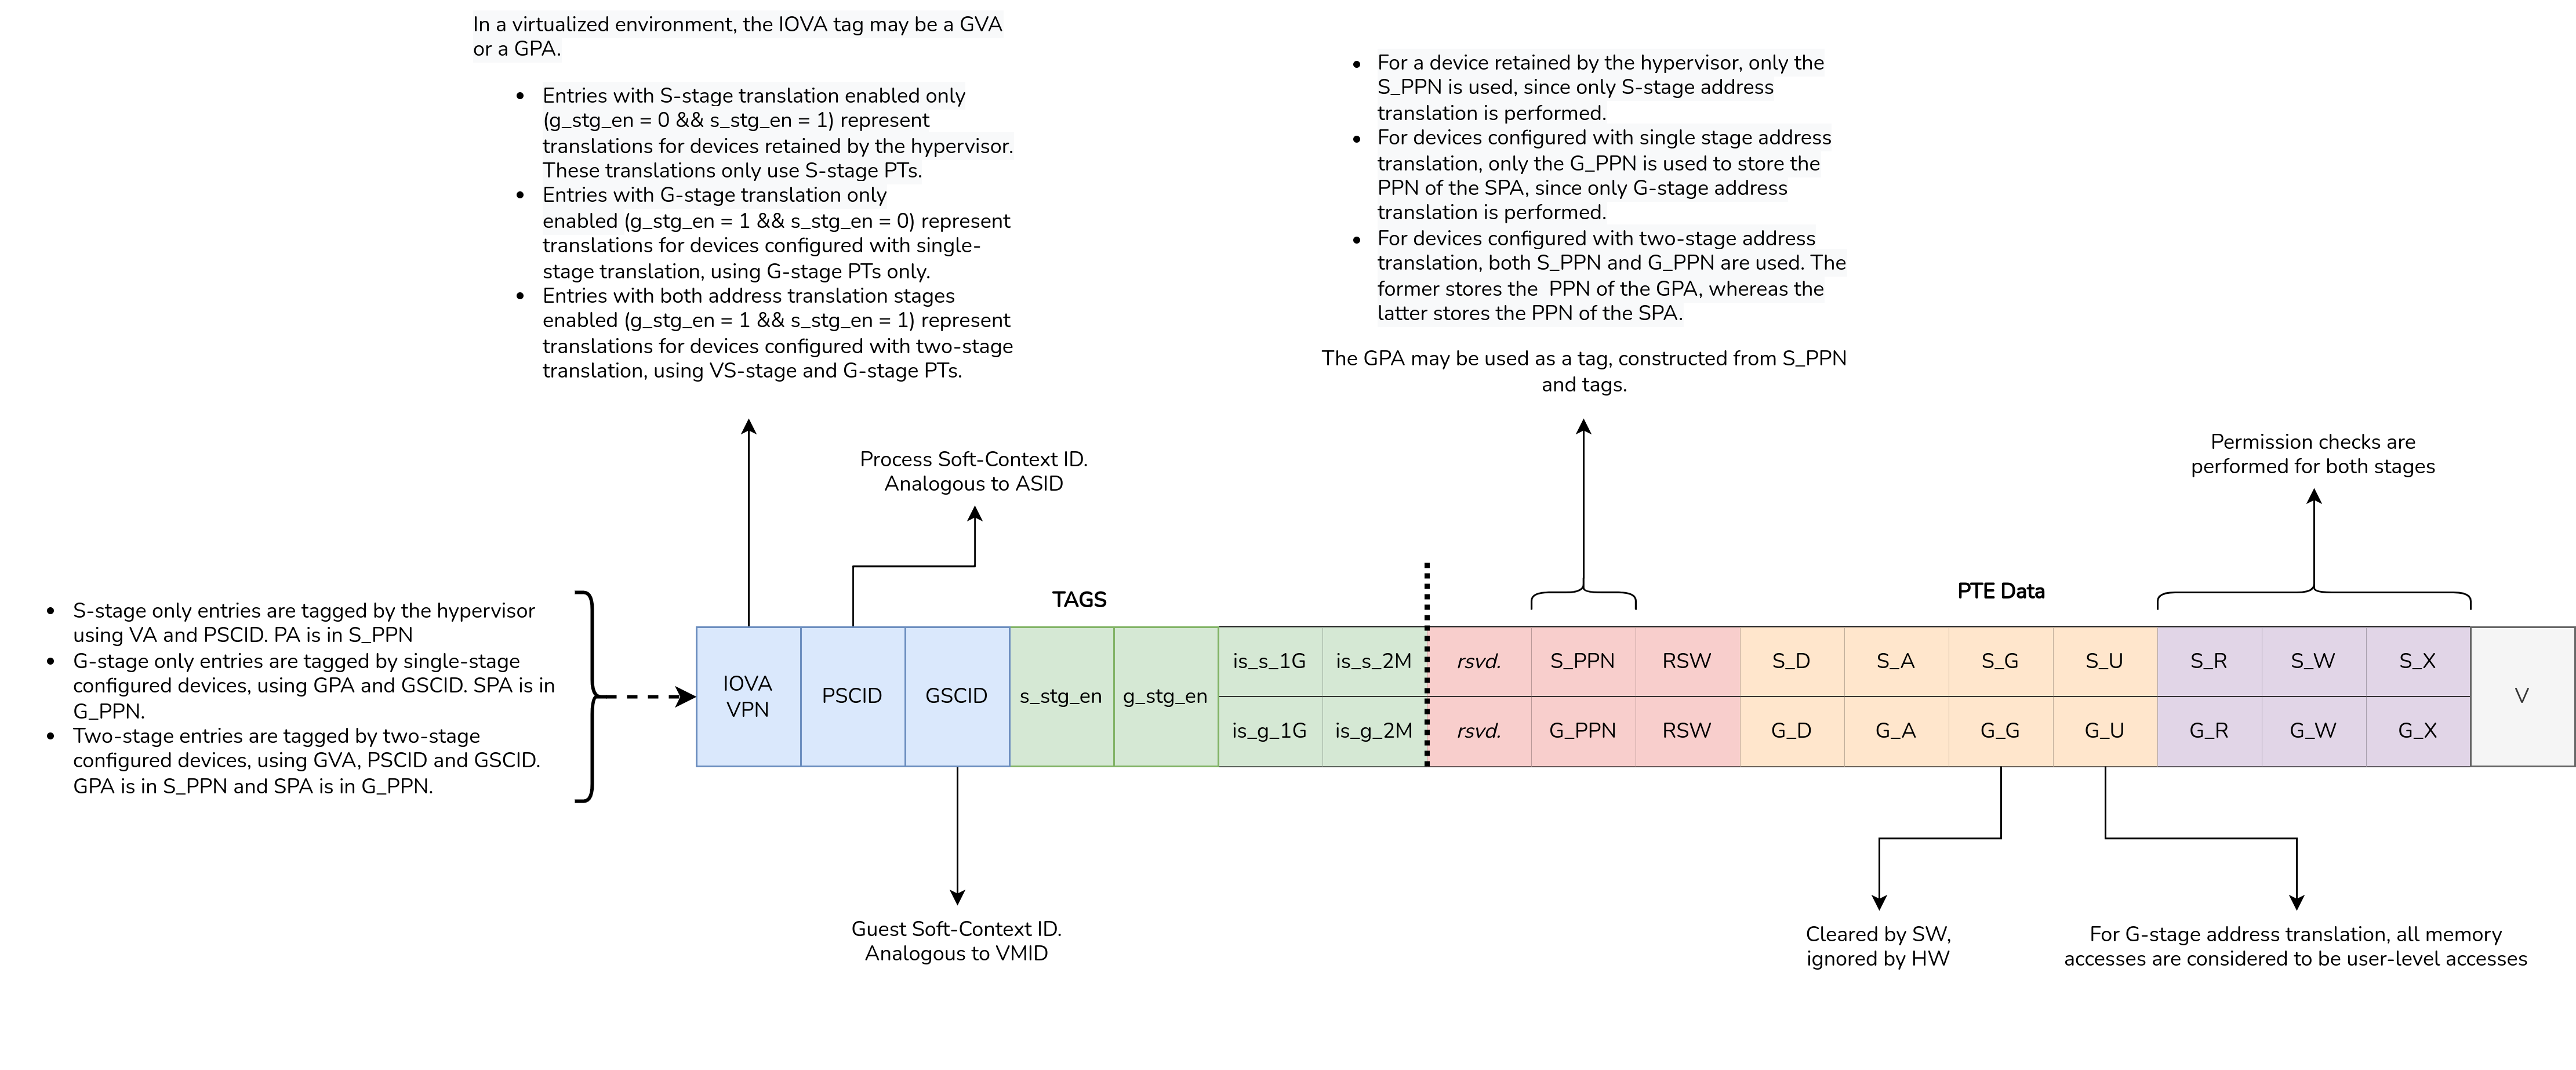 In a virtualized environment, the IOVA tag may be a GVA
or a GPA.
• Entries with S-stage translation enabled only
(g_stg_en = 0 && s_stg_en = 1) represent
translations for devices retained by the hypervisor.
These translations only use S-stage PTs.
• Entries with G-stage translation only
enabled (g_stg_en = 1 && s_stg_en = 0) represent
translations for devices configured with single-
stage translation, using G-stage PTs only.
• Entries with both address translation stages
enabled (g_stg_en = 1 && s_stg_en = 1) represent
translations for devices configured with two-stage
translation, using VS-stage and G-stage PTs.
• For a device retained by the hypervisor, only the
S_PPN is used, since only S-stage address
translation is performed.
• For devices configured with single stage address
translation, only the G_PPN is used to store the
PPN of the SPA, since only G-stage address
translation is performed.
• For devices configured with two-stage address
translation, both S_PPN and G_PPN are used. The
former stores the  PPN of the GPA, whereas the
latter stores the PPN of the SPA.
The GPA may be used as a tag, constructed from S_PPN
and tags.
Process Soft-Context ID.
Analogous to ASID
Permission checks are
performed for both stages
• S-stage only entries are tagged by the hypervisor
using VA and PSCID. PA is in S_PPN
• G-stage only entries are tagged by single-stage
configured devices, using GPA and GSCID. SPA is in
G_PPN.
• Two-stage entries are tagged by two-stage
configured devices, using GVA, PSCID and GSCID.
GPA is in S_PPN and SPA is in G_PPN.
TAGS
PTE Data
IOVA
VPN
PSCID
GSCID
s_stg_en
g_stg_en
is_s_1G
is_s_2M
rsvd.
S_PPN
RSW
S_D
S_A
S_G
S_U
S_R
S_W
S_X
is_g_1G
is_g_2M
rsvd.
G_PPN
RSW
G_D
G_A
G_G
G_U
G_R
G_W
G_X
V
Guest Soft-Context ID.
Analogous to VMID
Cleared by SW,
ignored by HW
For G-stage address translation, all memory
accesses are considered to be user-level accesses